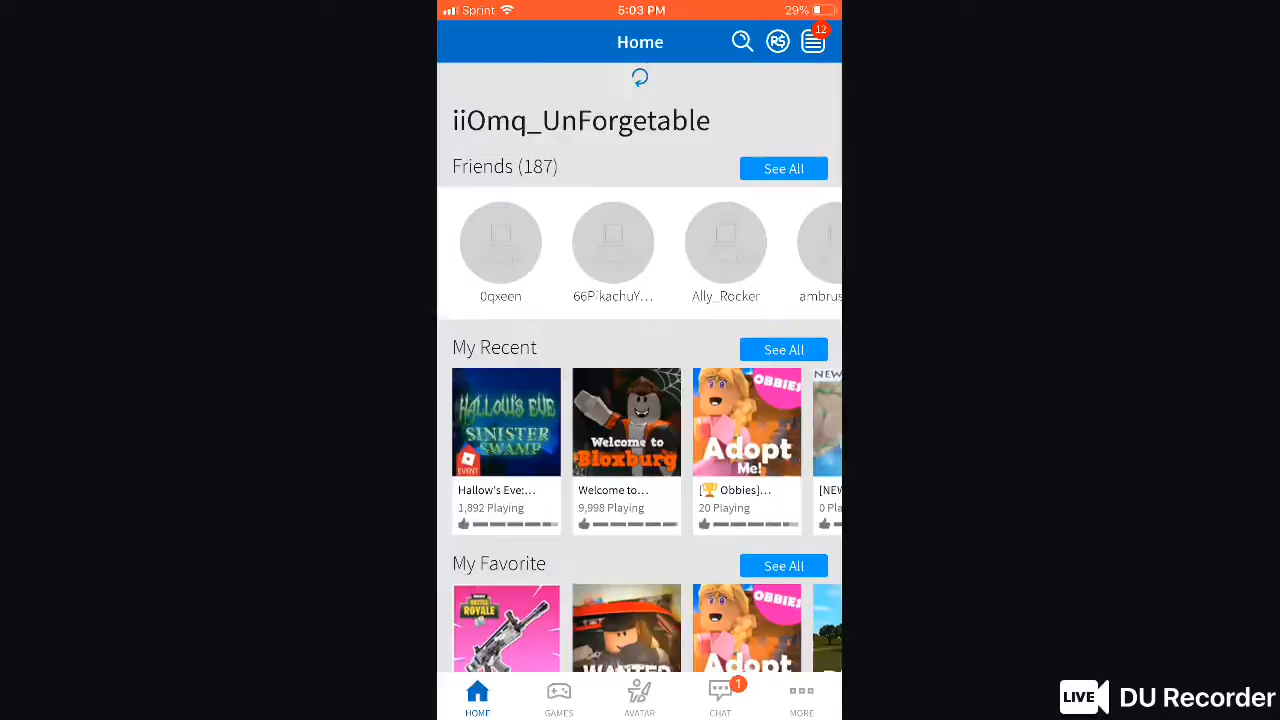 Sprint 5:03 PM 29%
Home R$ 12
iiOmq_UnForgetable
Friends (187) See All
0qxeen 66PikachuY... Ally_Rocker ambrus
My Recent See All
HALLOW'S EVE
SINISTER
SWAMP
EVENT
Welcome to
Bloxburg
OBBIES
Adopt
Me!
NEW
Hallow's Eve:... Welcome to... [🏆 Obbies]... [NEW
1,892 Playing 9,998 Playing 20 Playing 0 Pla
My Favorite See All
BATTLE
ROYALE
WANTED
OBBIES
Adopt
1
HOME GAMES AVATAR CHAT MORE
LIVE DU Recorder